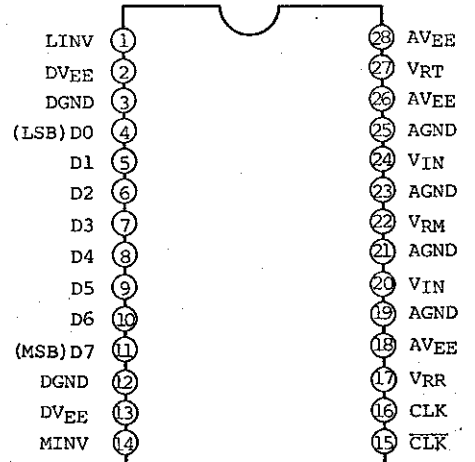 LINV 1 28 AVEE
DVEE 2 27 VRT
DGND 3 26 AVEE
(LSB)D0 4 25 AGND
D1 5 24 VIN
D2 6 23 AGND
D3 7 22 VRM
D4 8 21 AGND
D5 9 20 VIN
D6 10 19 AGND
(MSB)D7 11 18 AVEE
DGND 12 17 VRR
DVEE 13 16 CLK
MINV 14 15 C̅L̅K̅